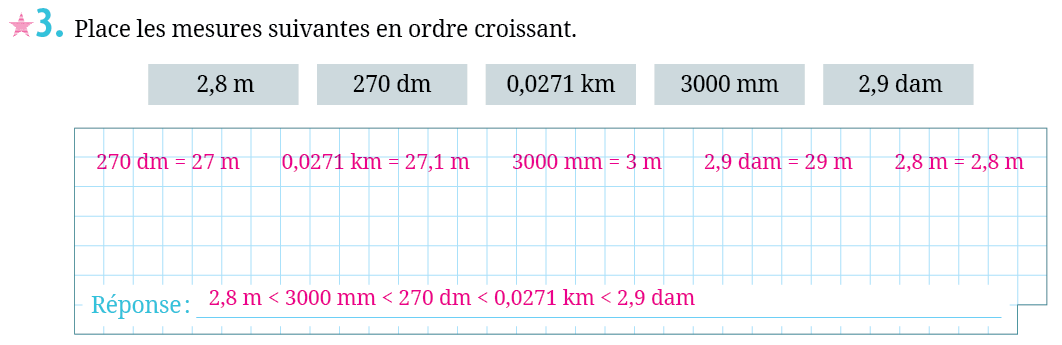 3. Place les mesures suivantes en ordre croissant.
2,8 m 270 dm 0,0271 km 3000 mm 2,9 dam
270 dm = 27 m 0,0271 km = 27,1 m 3000 mm = 3 m 2,9 dam = 29 m 2,8 m = 2,8 m
Réponse : 2,8 m < 3000 mm < 270 dm < 0,0271 km < 2,9 dam